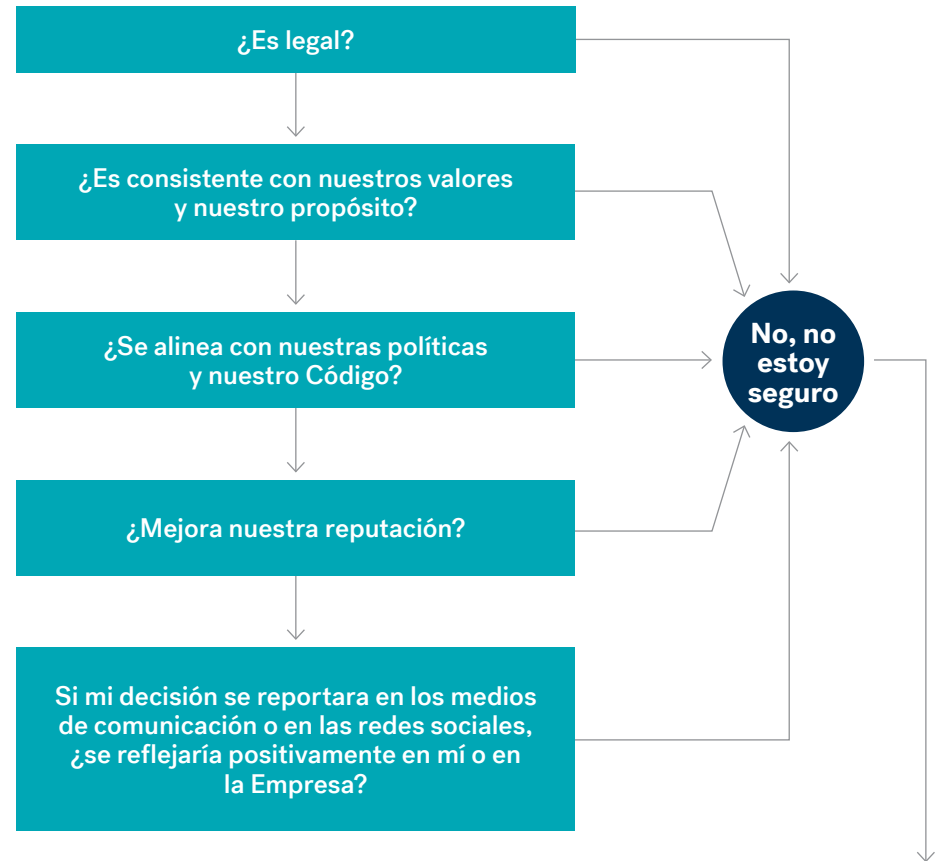 ¿Es legal?
¿Es consistente con nuestros valores
y nuestro propósito?
¿Se alinea con nuestras políticas
y nuestro Código?
No, no
estoy
seguro
¿Mejora nuestra reputación?
Si mi decisión se reportara en los medios
de comunicación o en las redes sociales,
¿se reflejaría positivamente en mí o en
la Empresa?